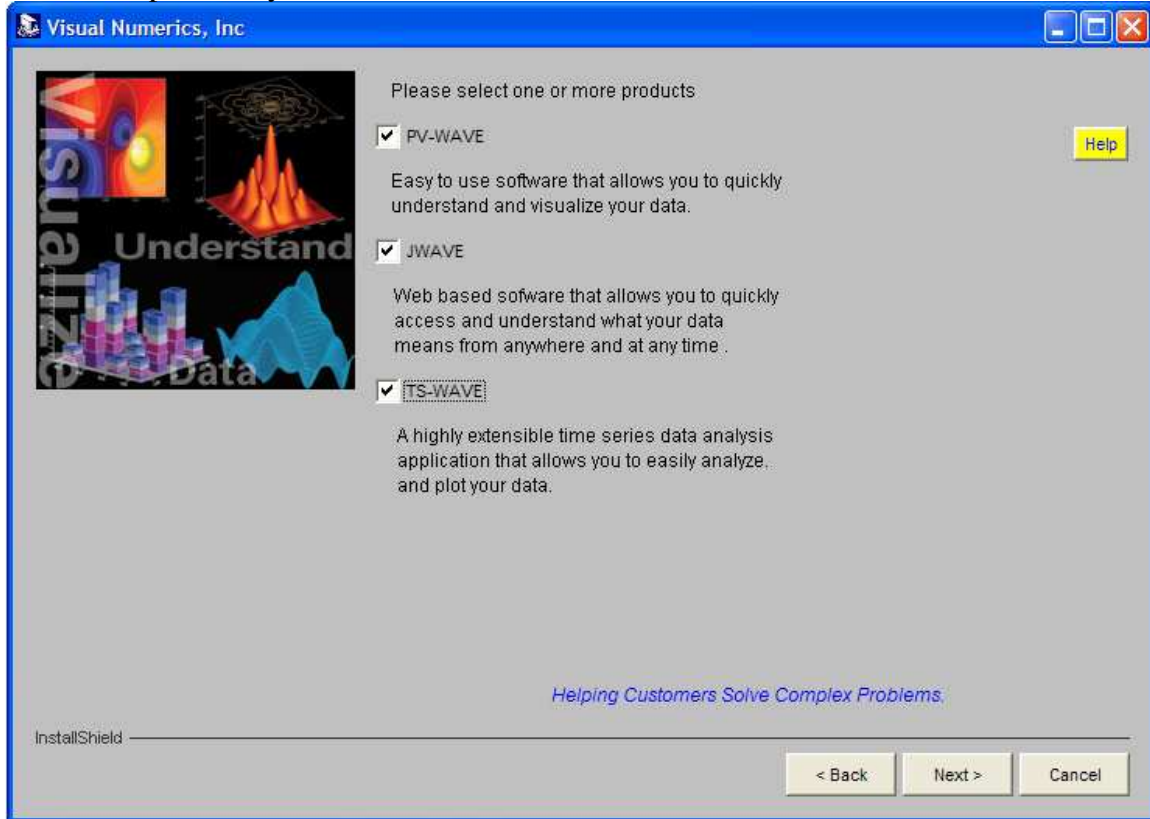 Visual Numerics, Inc
Visualize
Understand
Data
Please select one or more products
PV-WAVE
Help
Easy to use software that allows you to quickly
understand and visualize your data.
JWAVE
Web based sofware that allows you to quickly
access and understand what your data
means from anywhere and at any time .
TS-WAVE
A highly extensible time series data analysis
application that allows you to easily analyze,
and plot your data.
Helping Customers Solve Complex Problems.
InstallShield
< Back
Next >
Cancel